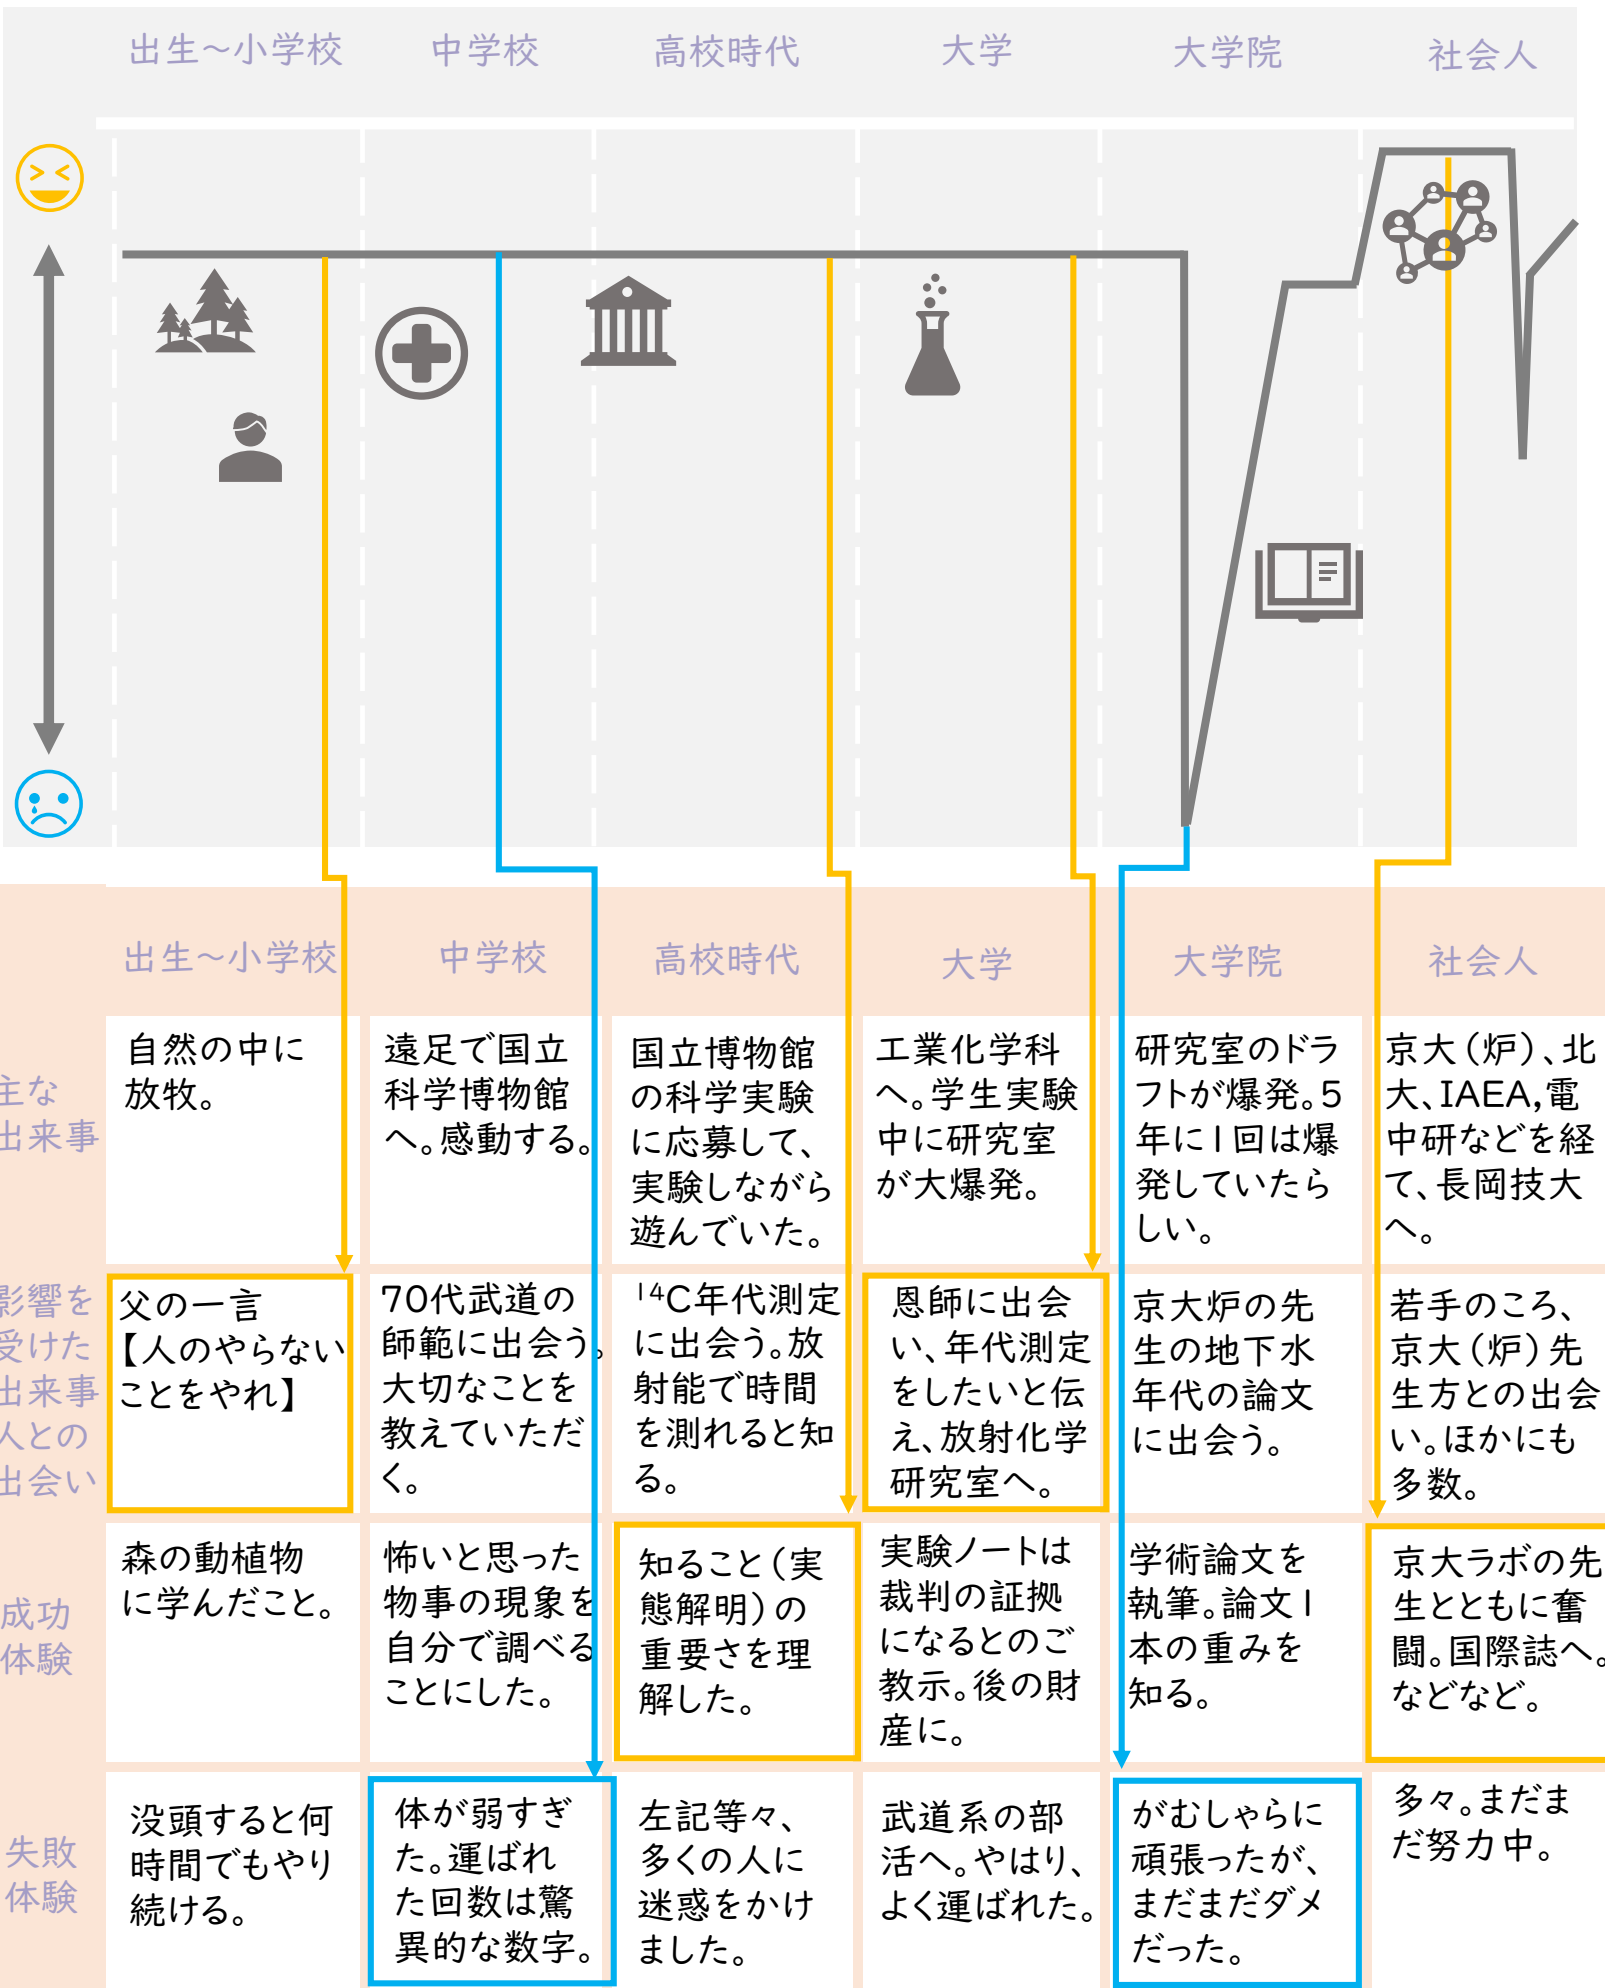 出生～小学校
中学校
高校時代
大学
大学院
社会人
出生～小学校
中学校
高校時代
大学
大学院
社会人
主な
出来事
自然の中に
放牧。
遠足で国立
科学博物館
へ。感動する。
国立博物館
の科学実験
に応募して、
実験しながら
遊んでいた。
工業化学科
へ。学生実験
中に研究室
が大爆発。
研究室のドラ
フトが爆発。5
年に1回は爆
発していたら
しい。
京大（炉）、北
大、IAEA,電
中研などを経
て、長岡技大
へ。
影響を
受けた
出来事
人との
出会い
父の一言
【人のやらない
ことをやれ】
70代武道の
師範に出会う。
大切なことを
教えていただ
く。
14C年代測定
に出会う。放
射能で時間
を測れると知
る。
恩師に出会
い、年代測定
をしたいと伝
え、放射化学
研究室へ。
京大炉の先
生の地下水
年代の論文
に出会う。
若手のころ、
京大（炉）先
生方との出会
い。ほかにも
多数。
成功
体験
森の動植物
に学んだこと。
怖いと思った
物事の現象を
自分で調べる
ことにした。
知ること（実
態解明）の
重要さを理
解した。
実験ノートは
裁判の証拠
になるとのご
教示。後の財
産に。
学術論文を
執筆。論文1
本の重みを
知る。
京大ラボの先
生とともに奮
闘。国際誌へ。
などなど。
失敗
体験
没頭すると何
時間でもやり
続ける。
体が弱すぎ
た。運ばれ
た回数は驚
異的な数字。
左記等々、
多くの人に
迷惑をかけ
ました。
武道系の部
活へ。やはり、
よく運ばれた。
がむしゃらに
頑張ったが、
まだまだダメ
だった。
多々。まだま
だ努力中。